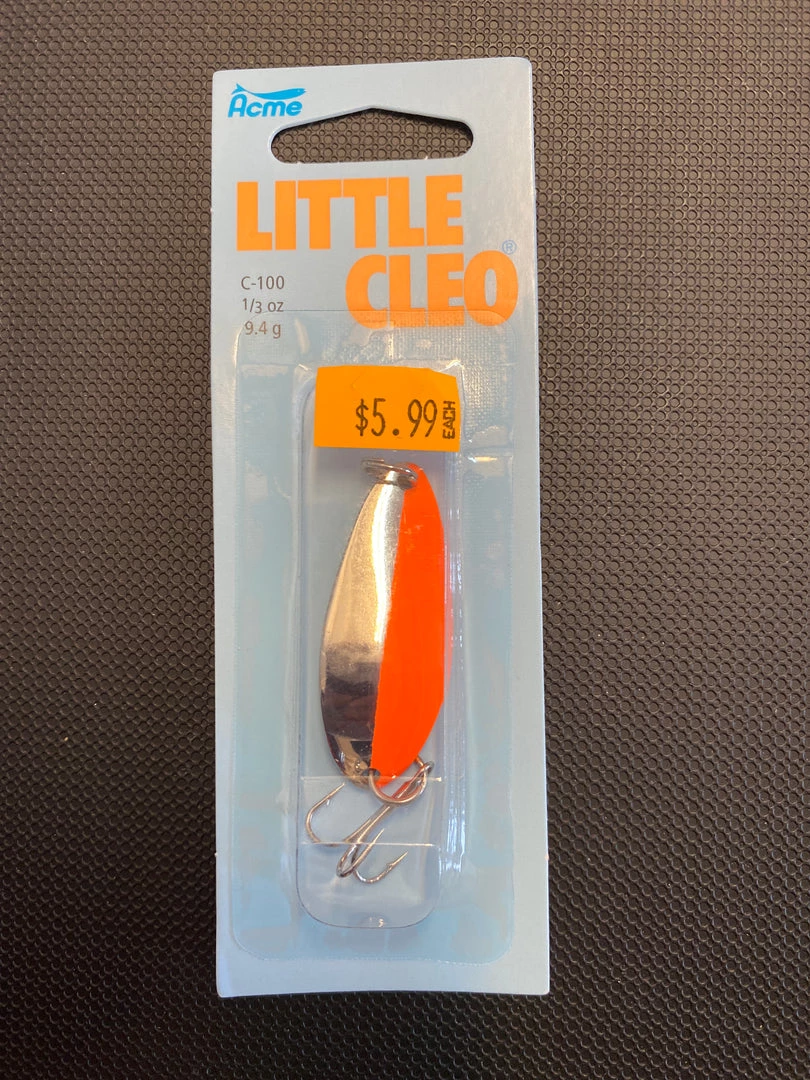 Acme
LITTLE
CLEO®
C-100
1/3 oz
9.4 g
$5.99 EACH